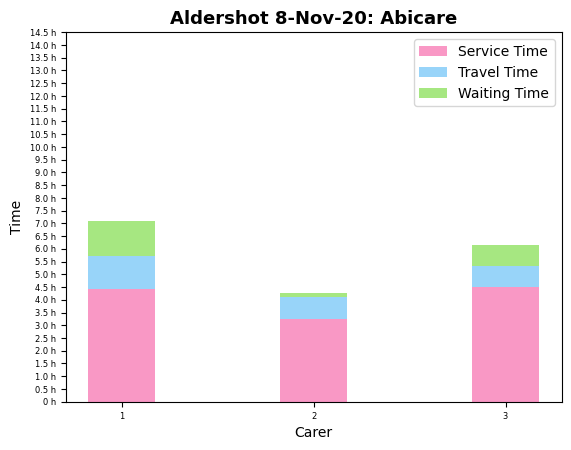 Aldershot 8-Nov-20: Abicare
Service Time
Travel Time
Waiting Time
14.5 h
14.0 h
13.5 h
13.0 h
12.5 h
12.0 h
11.5 h
11.0 h
10.5 h
10.0 h
9.5 h
9.0 h
8.5 h
8.0 h
7.5 h
7.0 h
6.5 h
6.0 h
5.5 h
5.0 h
4.5 h
4.0 h
3.5 h
3.0 h
2.5 h
2.0 h
1.5 h
1.0 h
0.5 h
0 h
Time
1 2 3
Carer